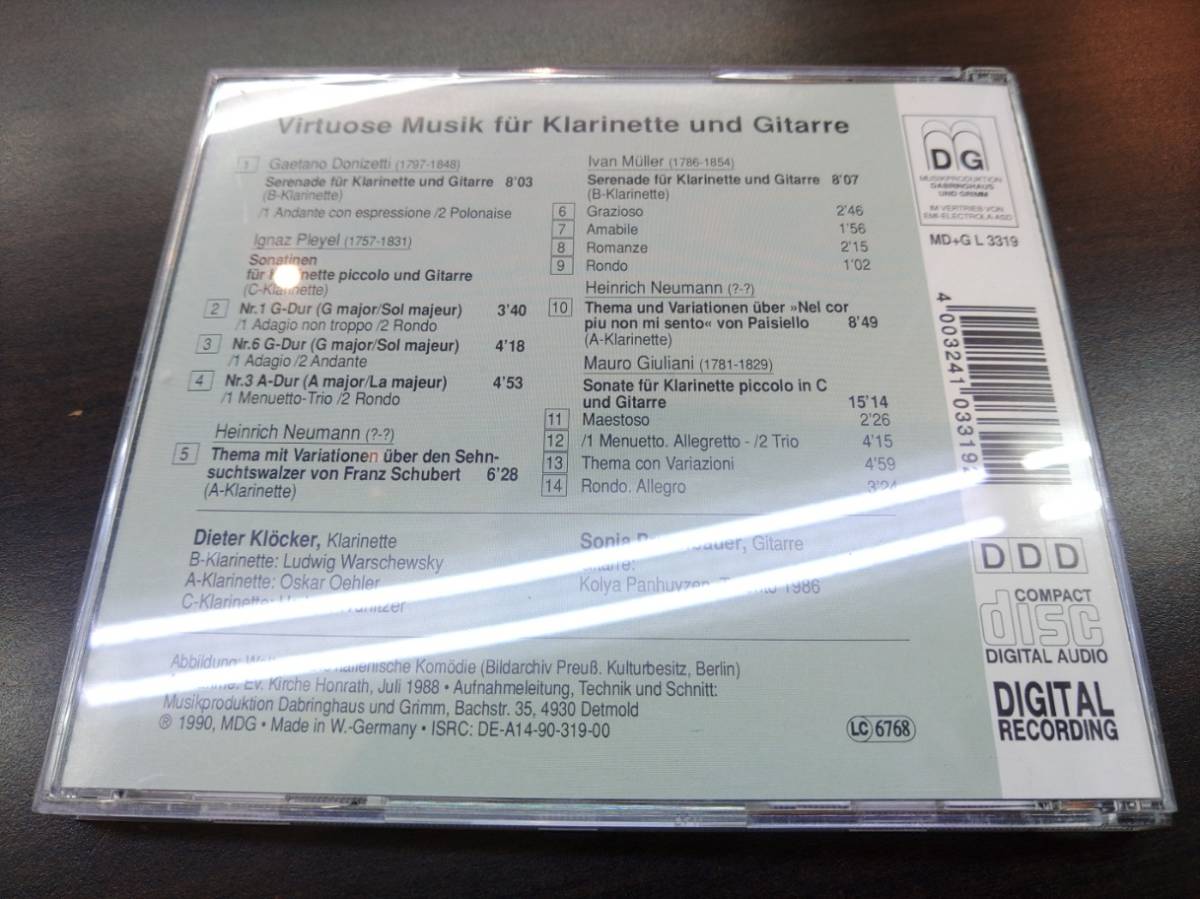 Virtuose Musik für Klarinette und Gitarre
1 Gaetano Donizetti (1797-1848)
Serenade für Klarinette und Gitarre 8'03
(B-Klarinette)
/1 Andante con espressione /2 Polonaise
Ignaz Pleyel (1757-1831)
Sonatinen
für piccolo und Gitarre
2 Nr.1 G-Dur (G major/Sol majeur) 3'40
/1 Adagio non troppo /2 Rondo
3 Nr.6 G-Dur (G major/Sol majeur) 4'18
/1 Adagio /2 Andante
4 Nr.3 A-Dur (A major/La majeur) 4'53
/1 Menuetto-Trio /2 Rondo
Heinrich Neumann (?-?)
5 Thema mit Variationen über den Sehn-
suchtswalzer von Franz Schubert 6'28
(A-Klarinette)
Ivan Müller (1786-1854)
Serenade für Klarinette und Gitarre 8'07
(B-Klarinette)
6 Grazioso 2'46
7 Amabile 1'56
8 Romanze 2'15
9 Rondo 1'02
Heinrich Neumann (?-?)
10 Thema und Variationen über »Nel cor
piu non mi sento« von Paisiello 8'49
(A-Klarinette)
Mauro Giuliani (1781-1829)
Sonate für Klarinette piccolo in C
und Gitarre 15'14
11 Maestoso 2'26
12 /1 Menuetto. Allegretto - /2 Trio 4'15
13 Thema con Variazioni 4'59
14 Rondo. Allegro 3'24
Dieter Klöcker, Klarinette
B-Klarinette: Ludwig Warschewsky
A-Klarinette: Oskar Oehler
C-Klarinette:
Sonja Gitarre
Kolya Panhuyzen, 1986
Abbildung: Komödie (Bildarchiv Preuß. Kulturbesitz, Berlin)
Ev. Kirche Honrath, Juli 1988 • Aufnahmeleitung, Technik und Schnitt:
Musikproduktion Dabringhaus und Grimm, Bachstr. 35, 4930 Detmold
℗ 1990, MDG • Made in W.-Germany • ISRC: DE-A14-90-319-00
LC 6768
DG
MUSIKPRODUKTION
DABRINGHAUS
UND GRIMM
IM VERTRIEB VON
EMI-ELECTROLA-ASD
MD+G L 3319
4 003241 033192
DDD
COMPACT
disc
DIGITAL AUDIO
DIGITAL
RECORDING